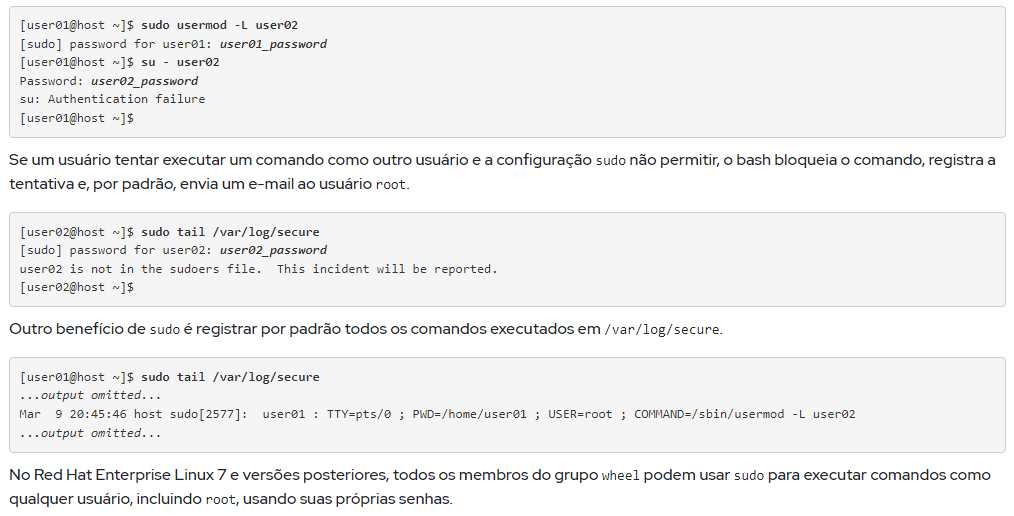 [user01@host ~]$ sudo usermod -L user02
[sudo] password for user01: user01_password
[user01@host ~]$ su - user02
Password: user02_password
su: Authentication failure
[user01@host ~]$
Se um usuário tentar executar um comando como outro usuário e a configuração sudo não permitir, o bash bloqueia o comando, registra a
tentativa e, por padrão, envia um e-mail ao usuário root.
[user02@host ~]$ sudo tail /var/log/secure
[sudo] password for user02: user02_password
user02 is not in the sudoers file.  This incident will be reported.
[user02@host ~]$
Outro benefício de sudo é registrar por padrão todos os comandos executados em /var/log/secure.
[user01@host ~]$ sudo tail /var/log/secure
...output omitted...
Mar  9 20:45:46 host sudo[2577]:  user01 : TTY=pts/0 ; PWD=/home/user01 ; USER=root ; COMMAND=/sbin/usermod -L user02
...output omitted...
No Red Hat Enterprise Linux 7 e versões posteriores, todos os membros do grupo wheel podem usar sudo para executar comandos como
qualquer usuário, incluindo root, usando suas próprias senhas.